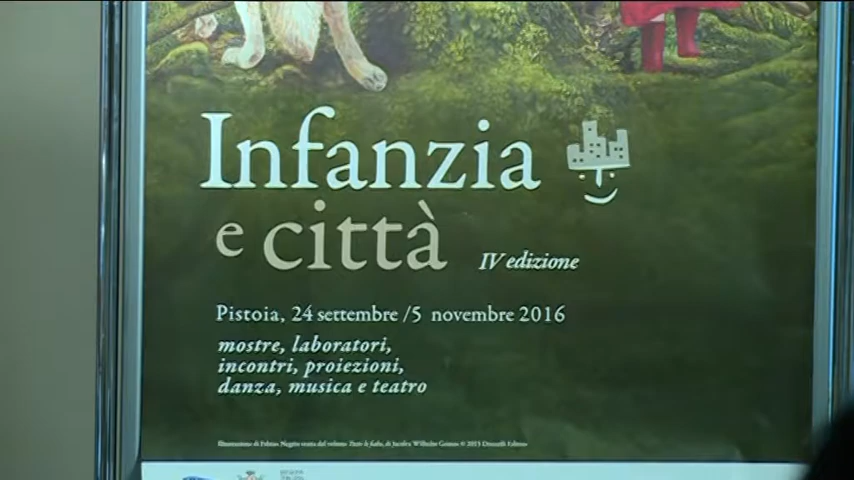 Infanzia
e città
IV edizione
Pistoia, 24 settembre /5 novembre 2016
mostre, laboratori,
incontri, proiezioni,
danza, musica e teatro